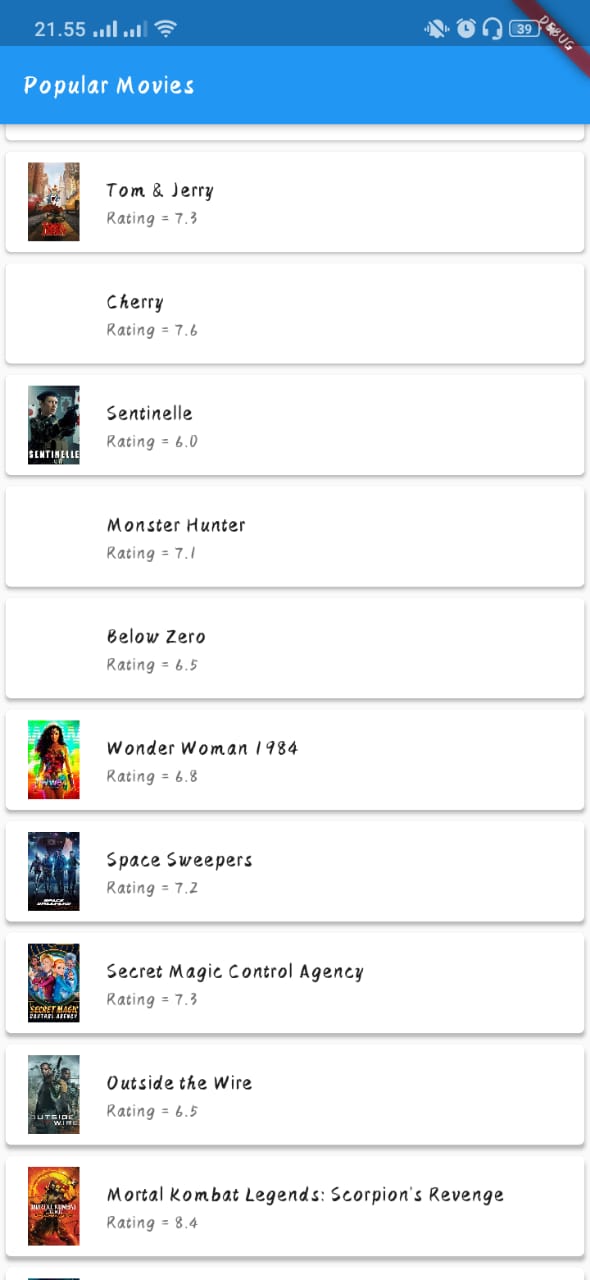 21.55
39
DEBUG
Popular Movies
Tom & Jerry
Rating = 7.3
Cherry
Rating = 7.6
SENTINELLE
Sentinelle
Rating = 6.0
Monster Hunter
Rating = 7.1
Below Zero
Rating = 6.5
Wonder Woman 1984
Rating = 6.8
Space Sweepers
Rating = 7.2
SECRET MAGIC
CONTROL AGENCY
Secret Magic Control Agency
Rating = 7.3
OUTSIDE
WIRE
Outside the Wire
Rating = 6.5
Mortal Kombat Legends: Scorpion's Revenge
Rating = 8.4